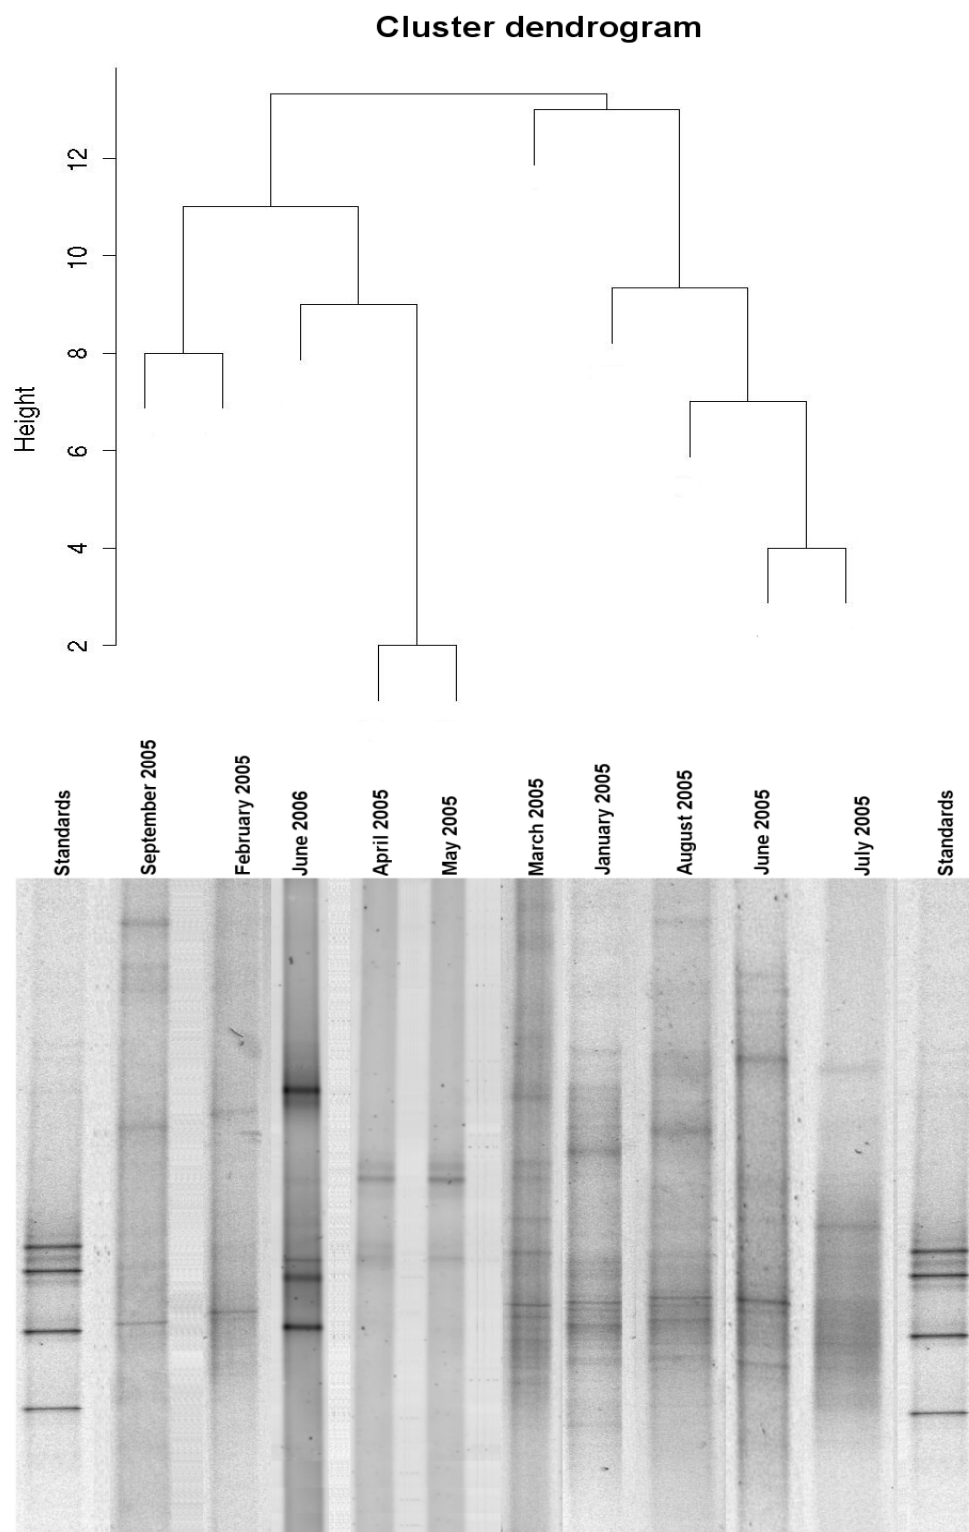 Cluster dendrogram
Height
12
10
8
6
4
2
Standards
September 2005
February 2005
June 2006
April 2005
May 2005
March 2005
January 2005
August 2005
June 2005
July 2005
Standards